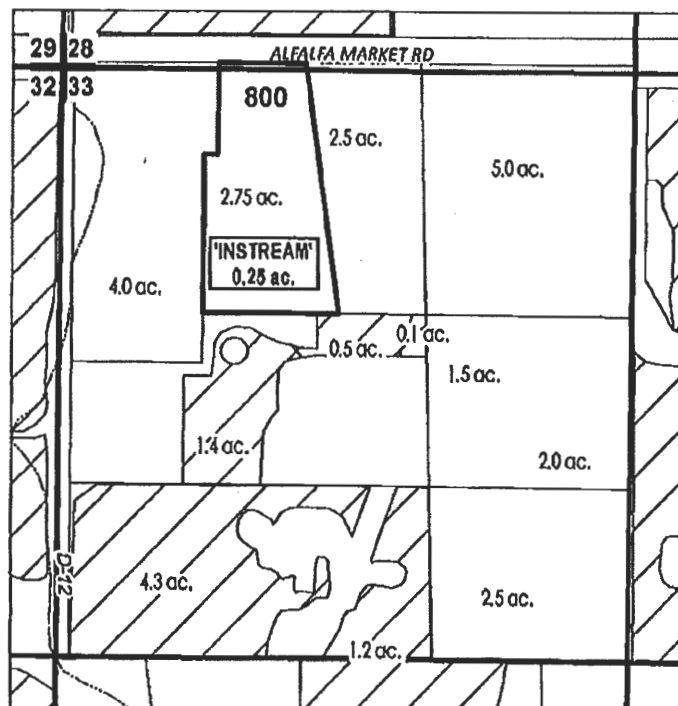 29 28
ALFALFA MARKET RD
32 33
800
2.5 ac.
5.0 ac.
2.75 ac.
'INSTREAM'
0.25 ac.
4.0 ac.
0.1 ac.
0.5 ac.
1.5 ac.
1.4 ac.
2.0 ac.
D-12
4.3 ac.
2.5 ac.
1.2 ac.